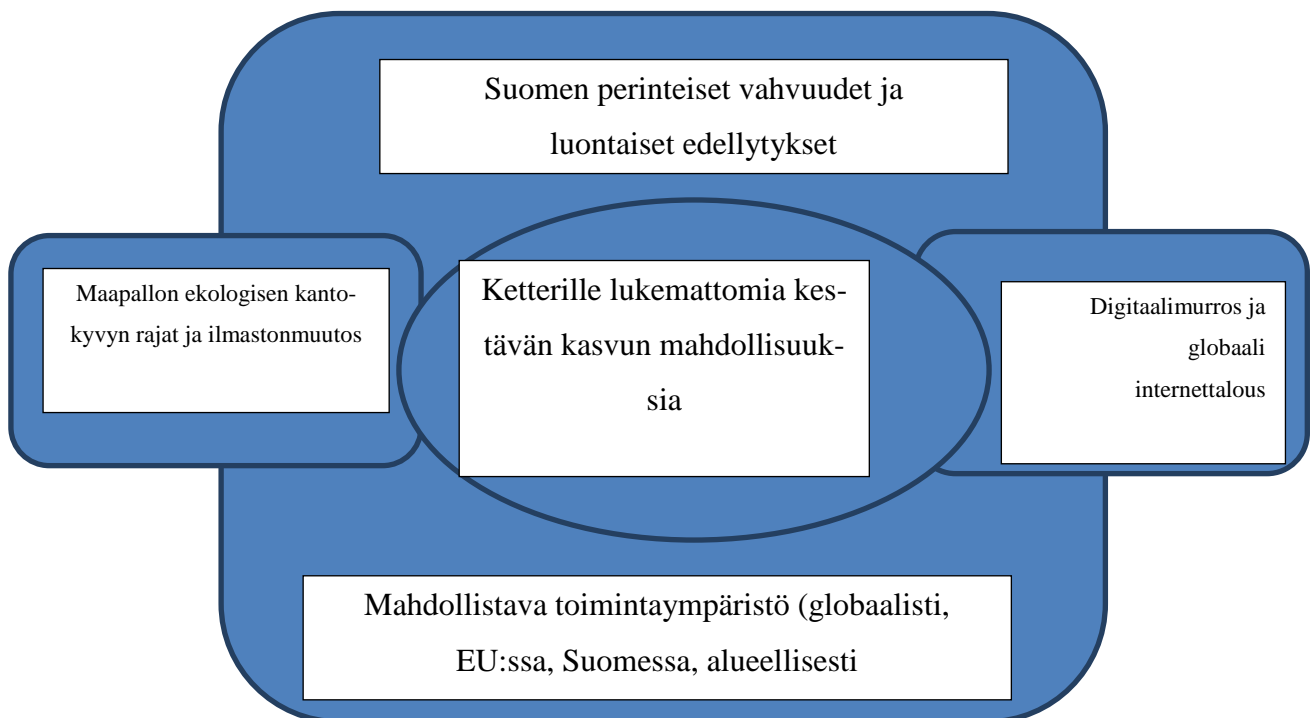 Suomen perinteiset vahvuudet ja
luontaiset edellytykset
Maapallon ekologisen kanto-
kyvyn rajat ja ilmastonmuutos
Ketterille lukemattomia kes-
tävän kasvun mahdollisuuk-
sia
Digitaalimurros ja
globaali
internettalous
Mahdollistava toimintaympäristö (globaalisti,
EU:ssa, Suomessa, alueellisesti